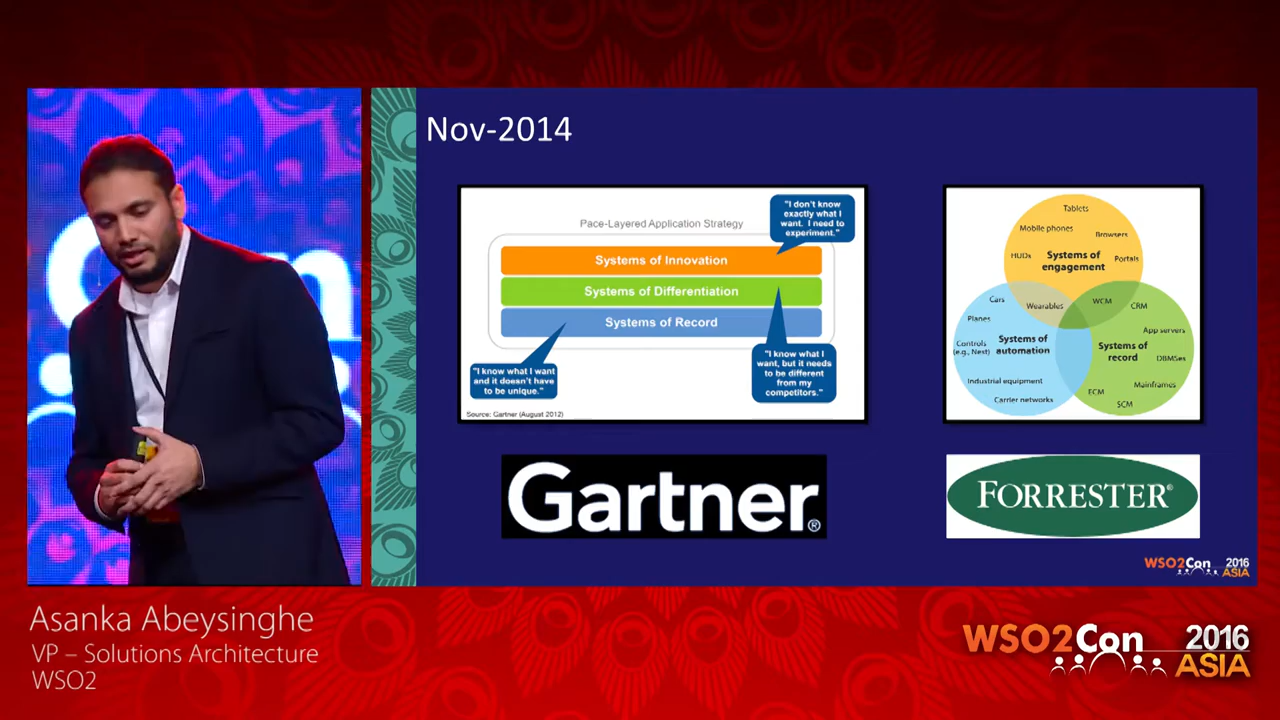 Nov-2014
Pace-Layered Application Strategy
"I don't know
exactly what I
want. I need to
experiment."
Systems of Innovation
Systems of Differentiation
Systems of Record
"I know what I want
and it doesn't have
to be unique."
"I know what I
want, but it needs
to be different
from my
competitors."
Source: Gartner (August 2012)
Tablets
Mobile phones
Browsers
HUDs
Systems of
engagement
Portals
Cars
Wearables
WCM
CRM
Planes
App servers
Controls
(e.g., Nest)
Systems of
automation
Systems of
record
DBMSes
Industrial equipment
Mainframes
Carrier networks
ECM
SCM
Gartner®
FORRESTER®
WSO2Con 2016
ASIA
Asanka Abeysinghe
VP – Solutions Architecture
WSO2
WSO2Con 2016
ASIA